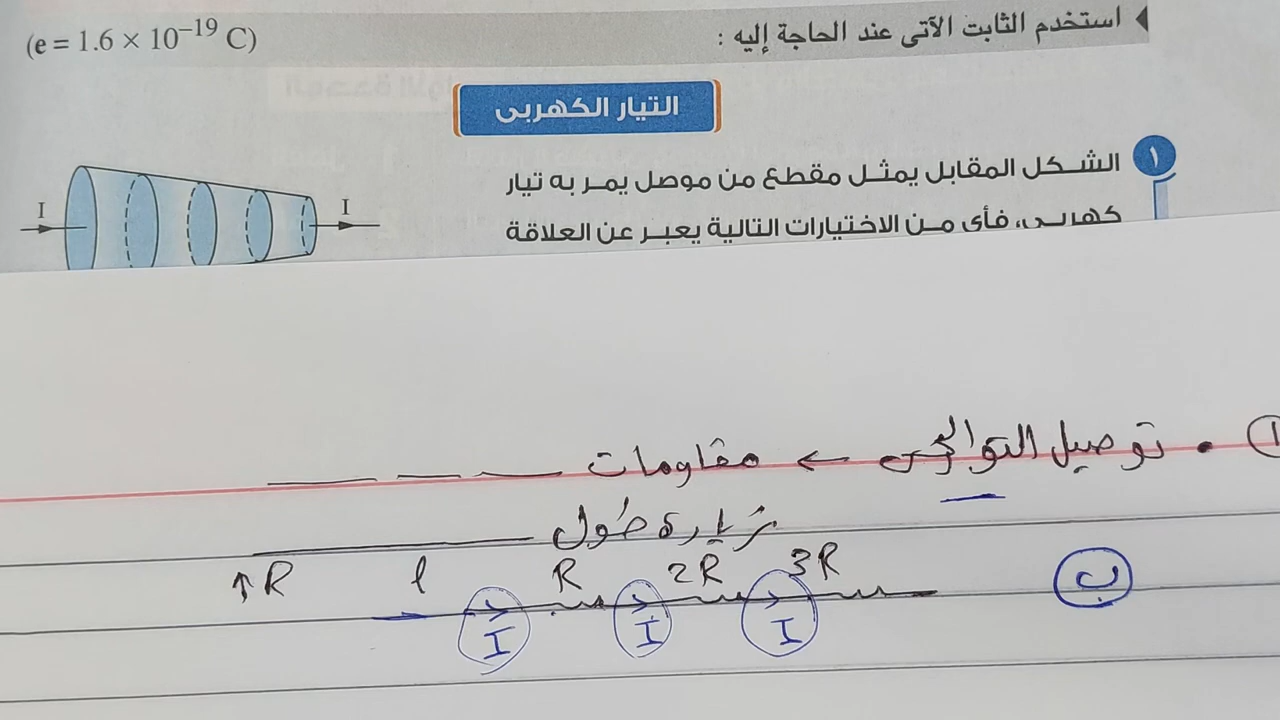 ◀ استخدم الثابت الآتى عند الحاجة إليه : (e = 1.6 × 10⁻¹⁹ C)
التيار الكهربى
١ الشكل المقابل يمثل مقطع من موصل يمر به تيار
كهربى، فأى من الاختيارات التالية يعبر عن العلاقة
I I
١ • توصيل التوالى ← مقاومات
زيادة طول
↑R l R 2R 3R
I I I
ب